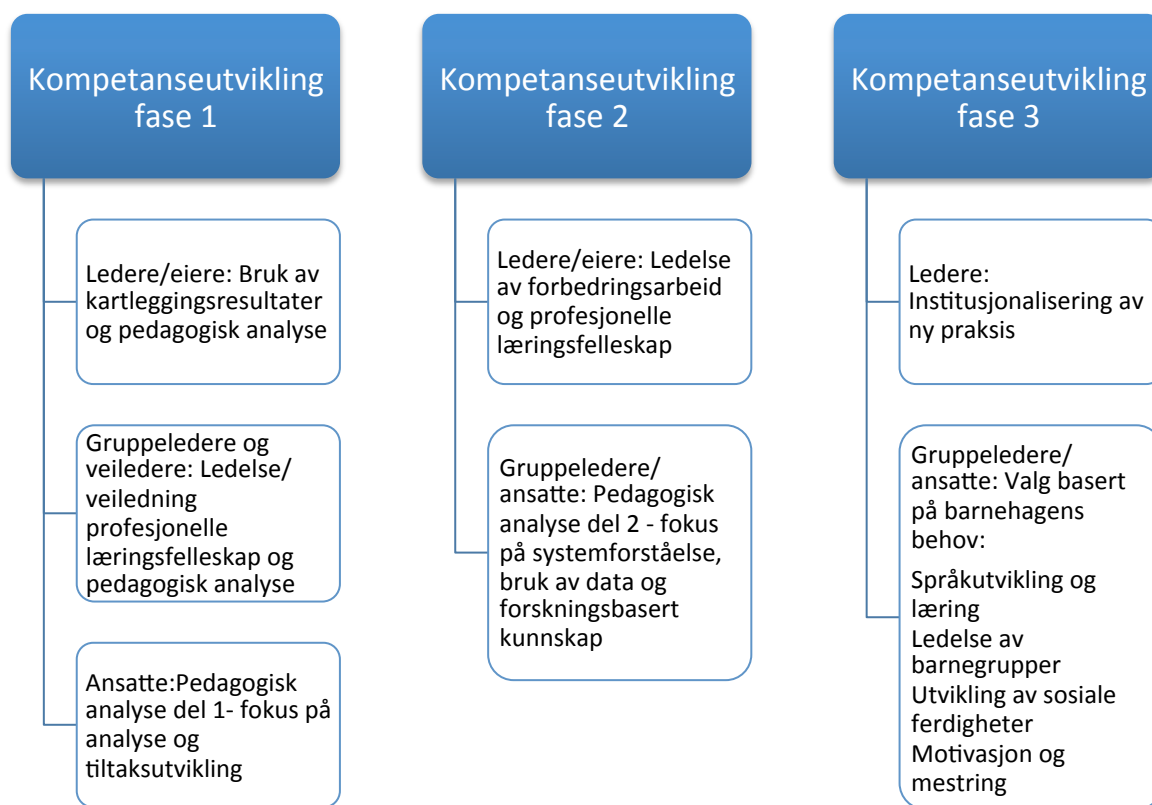 Kompetanseutvikling
fase 1
Ledere/eiere: Bruk av
kartleggingsresultater
og pedagogisk analyse
Gruppeledere og
veiledere: Ledelse/
veiledning
profesjonelle
læringsfelleskap og
pedagogisk analyse
Ansatte:Pedagogisk
analyse del 1- fokus på
analyse og
tiltaksutvikling
Kompetanseutvikling
fase 2
Ledere/eiere: Ledelse
av forbedringsarbeid
og profesjonelle
læringsfelleskap
Gruppeledere/
ansatte: Pedagogisk
analyse del 2 - fokus
på systemforståelse,
bruk av data og
forskningsbasert
kunnskap
Kompetanseutvikling
fase 3
Ledere:
Institusjonalisering av
ny praksis
Gruppeledere/
ansatte: Valg basert
på barnehagens
behov:
Språkutvikling og
læring
Ledelse av
barnegrupper
Utvikling av sosiale
ferdigheter
Motivasjon og
mestring